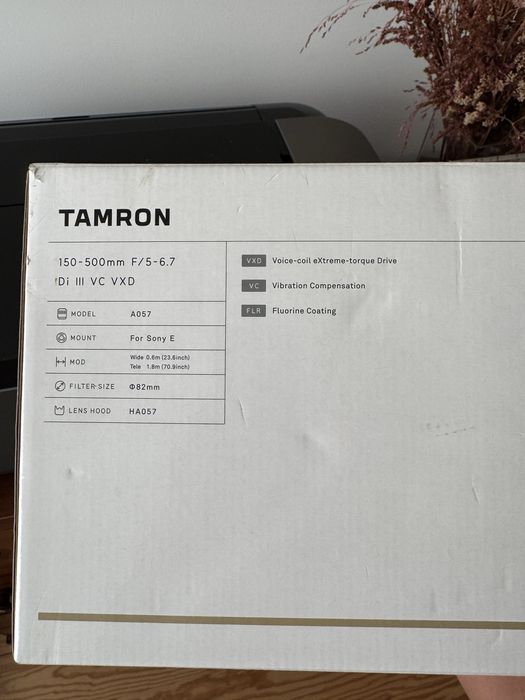 TAMRON
150-500mm F/5-6.7
Di III VC VXD
MODEL A057
MOUNT For Sony E
MOD Wide 0.6m (23.6inch)
Tele 1.8m (70.9inch)
FILTER SIZE Φ82mm
LENS HOOD HA057
VXD Voice-coil eXtreme-torque Drive
VC Vibration Compensation
FLR Fluorine Coating